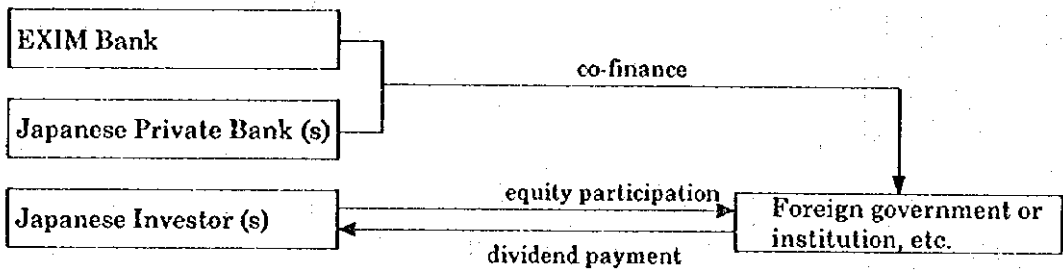 EXIM Bank
co-finance
Japanese Private Bank (s)
equity participation
Japanese Investor (s)
Foreign government or
institution, etc.
dividend payment